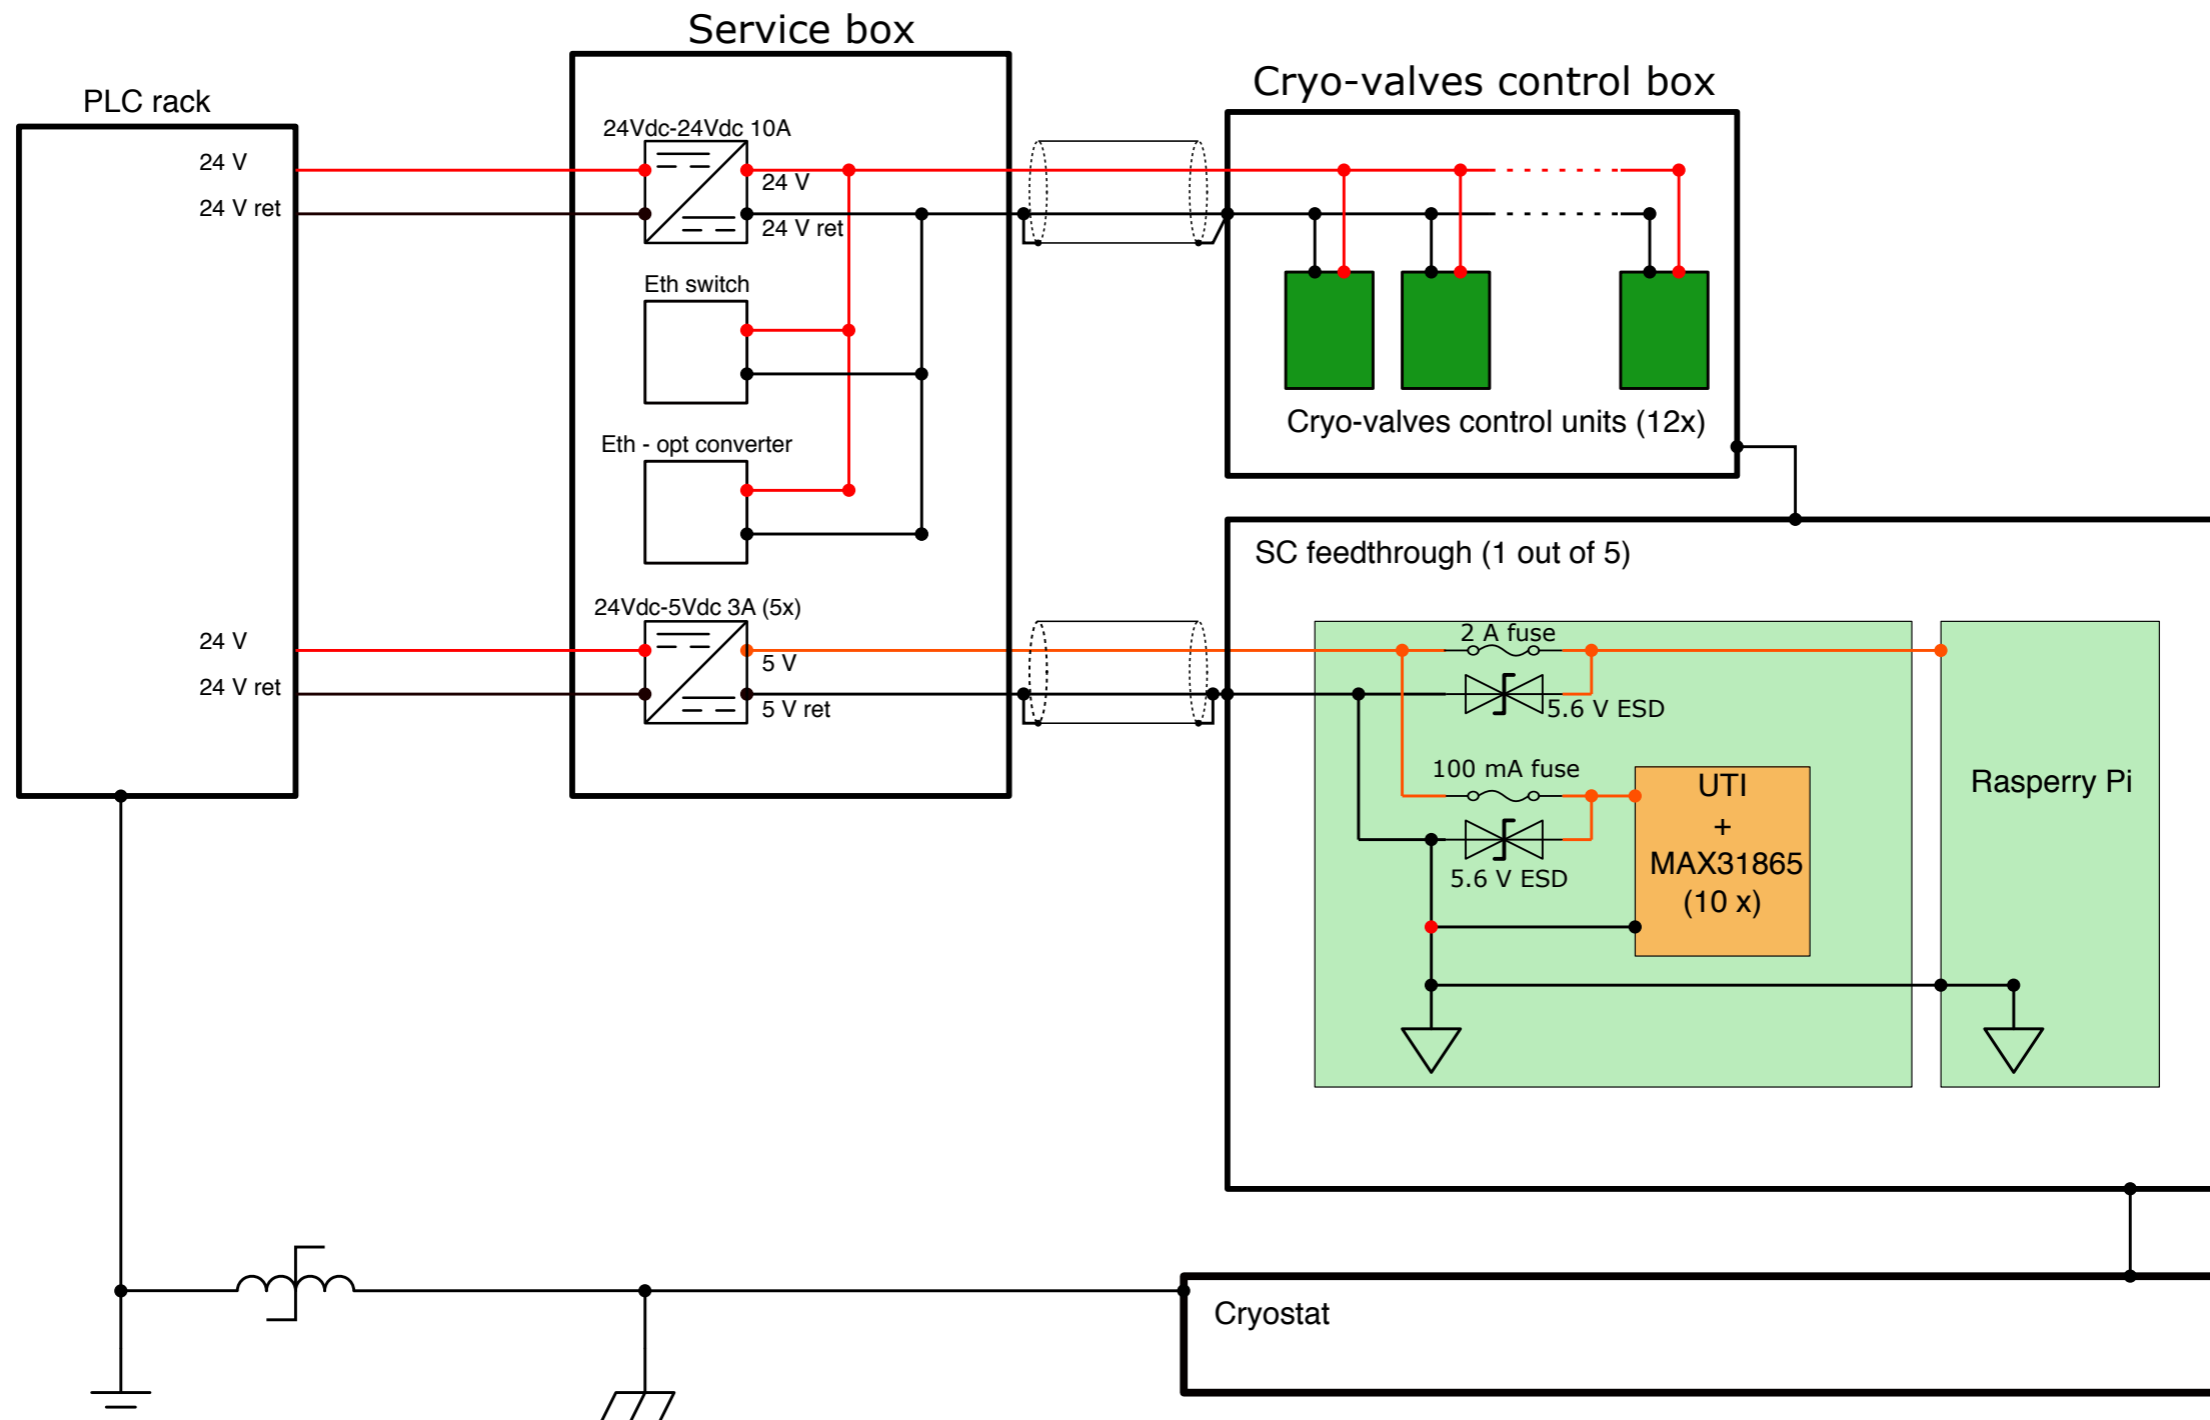 Service box
Cryo-valves control box
PLC rack
24Vdc-24Vdc 10A
24 V
24 V
24 V ret
24 V ret
Eth switch
Cryo-valves control units (12x)
Eth - opt converter
SC feedthrough (1 out of 5)
24Vdc-5Vdc 3A (5x)
2 A fuse
24 V
5 V
24 V ret
5 V ret
5.6 V ESD
100 mA fuse
UTI
+
MAX31865
(10 x)
Rasperry Pi
5.6 V ESD
Cryostat